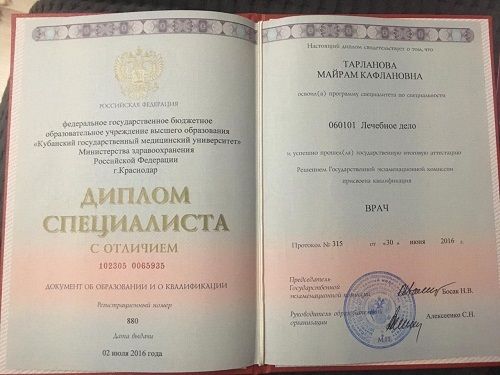 РОССИЙСКАЯ ФЕДЕРАЦИЯ
федеральное государственное бюджетное
образовательное учреждение высшего образования
«Кубанский государственный медицинский университет»
Министерства здравоохранения
Российской Федерации
г.Краснодар
ДИПЛОМ
СПЕЦИАЛИСТА
С ОТЛИЧИЕМ
102305 0065935
ДОКУМЕНТ ОБ ОБРАЗОВАНИИ И О КВАЛИФИКАЦИИ
Регистрационный номер
880
Дата выдачи
02 июля 2016 года
Настоящий диплом свидетельствует о том, что
ТАРЛАНОВА
МАЙРАМ КАФЛАНОВНА
освоил(а) программу специалитета по специальности
060101 Лечебное дело
и успешно прошел(ла) государственную итоговую аттестацию
Решением Государственной экзаменационной комиссии
присвоена квалификация
ВРАЧ
Протокол № 315 от «30 » июня 2016 г.
Председатель
Государственной
экзаменационной комиссии Босак Н.В.
Руководитель образовательной
организации Алексеенко С.Н.
М.П.